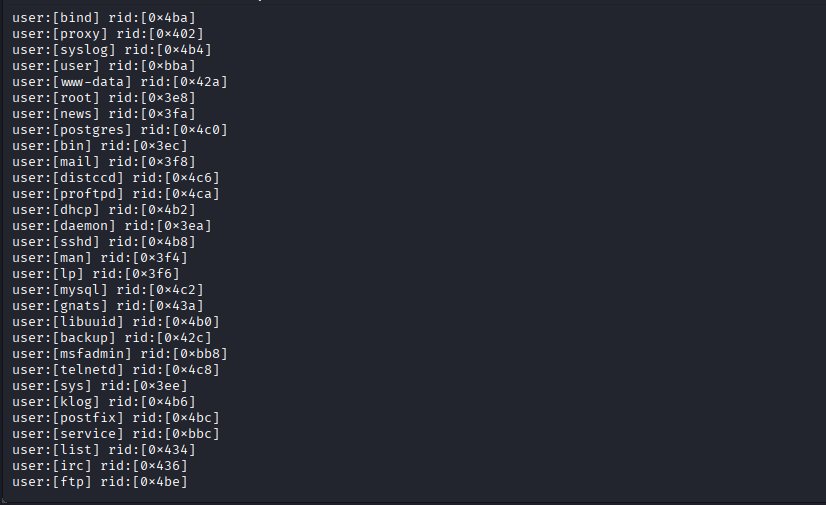 user:[bind] rid:[0×4ba]
user:[proxy] rid:[0×402]
user:[syslog] rid:[0×4b4]
user:[user] rid:[0×bba]
user:[www-data] rid:[0×42a]
user:[root] rid:[0×3e8]
user:[news] rid:[0×3fa]
user:[postgres] rid:[0×4c0]
user:[bin] rid:[0×3ec]
user:[mail] rid:[0×3f8]
user:[distccd] rid:[0×4c6]
user:[proftpd] rid:[0×4ca]
user:[dhcp] rid:[0×4b2]
user:[daemon] rid:[0×3ea]
user:[sshd] rid:[0×4b8]
user:[man] rid:[0×3f4]
user:[lp] rid:[0×3f6]
user:[mysql] rid:[0×4c2]
user:[gnats] rid:[0×43a]
user:[libuuid] rid:[0×4b0]
user:[backup] rid:[0×42c]
user:[msfadmin] rid:[0×bb8]
user:[telnetd] rid:[0×4c8]
user:[sys] rid:[0×3ee]
user:[klog] rid:[0×4b6]
user:[postfix] rid:[0×4bc]
user:[service] rid:[0×bbc]
user:[list] rid:[0×434]
user:[irc] rid:[0×436]
user:[ftp] rid:[0×4be]